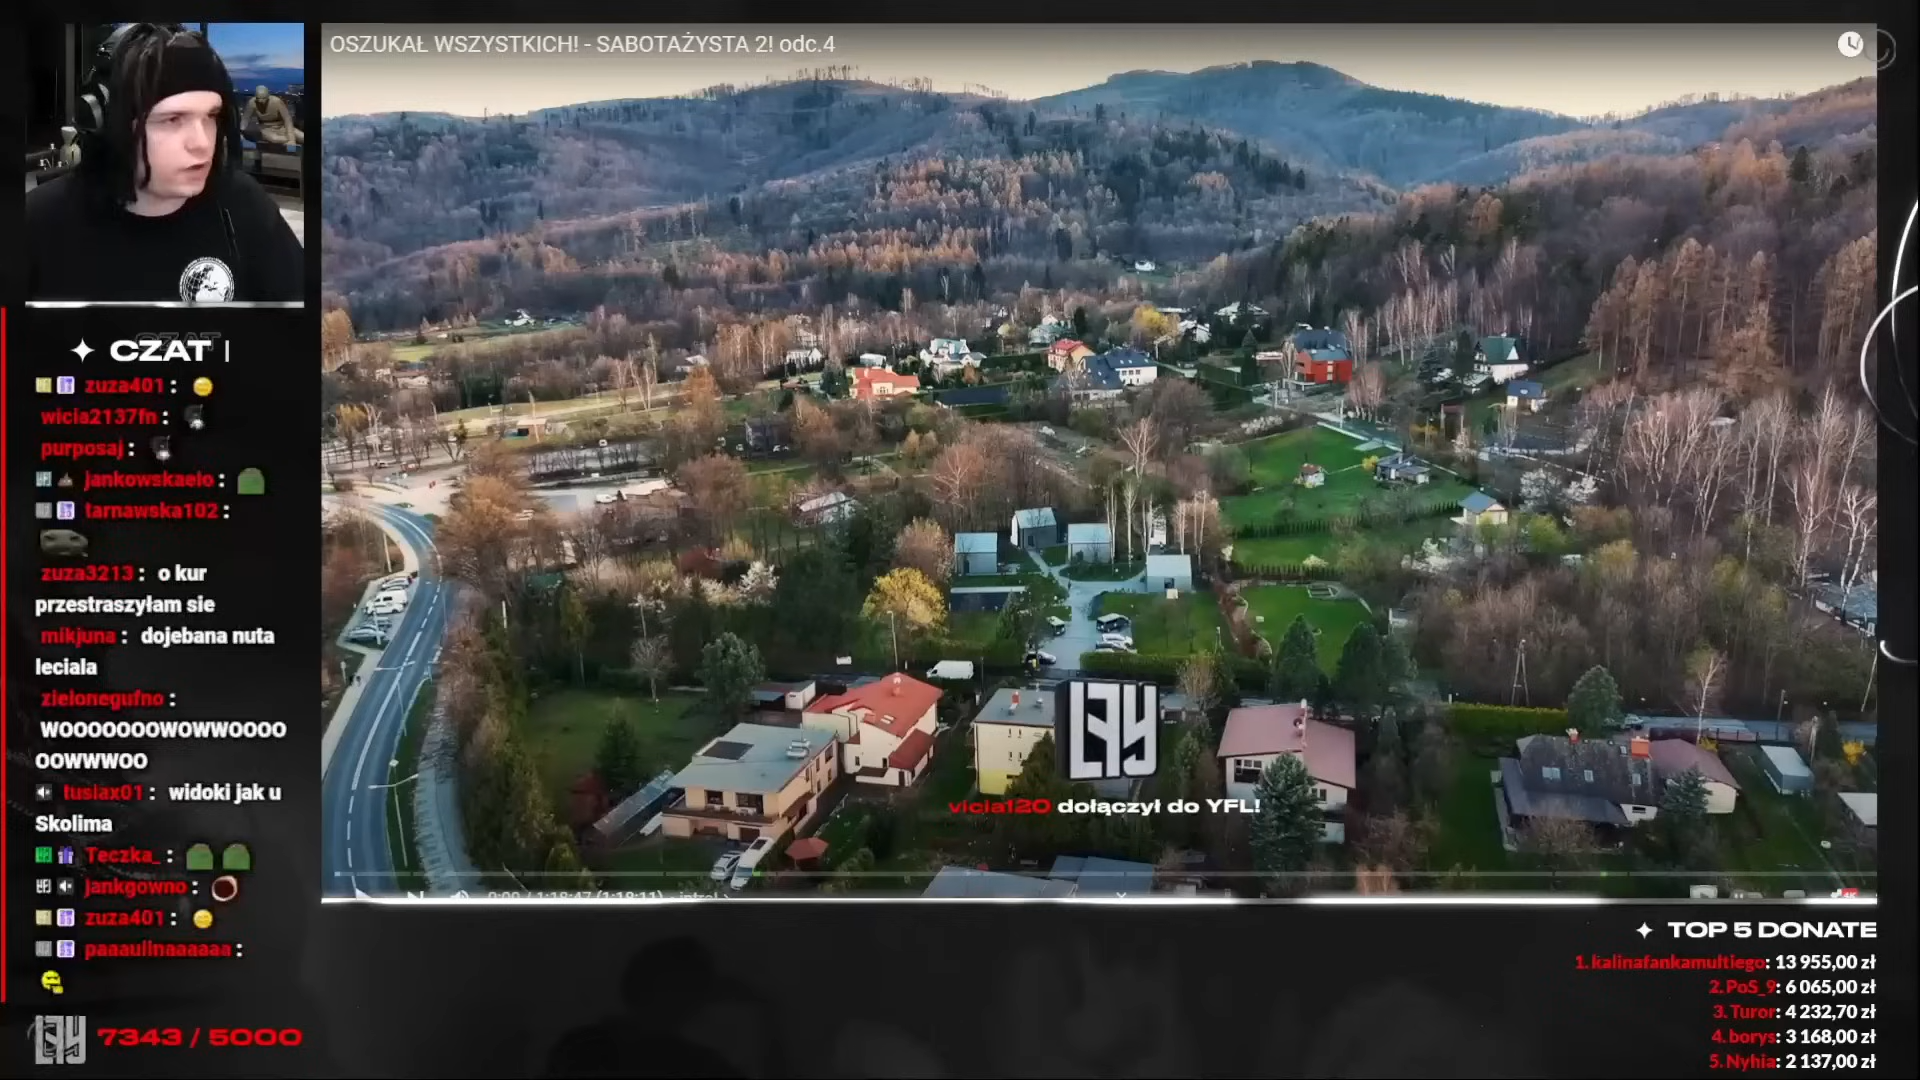 OSZUKAŁ WSZYSTKICH! - SABOTAŻYSTA 2! odc.4
CZAT
zuza401 :
wicia2137fn :
purposaj :
jankowskaelo :
tarnawska102 :
zuza3213 : o kur
przestraszyłam sie
mikjuna : dojebana nuta
leciala
zielonegufno :
WOOOOOOOWOWWOOOO
OOWWWOO
tusiax01 : widoki jak u
Skolima
Teczka_ :
jankgowno :
zuza401 :
paaaulinaaaaaa :
7343 / 5000
vicia120 dołączył do YFL!
TOP 5 DONATE
1. kalinafankamultiego: 13 955,00 zł
2. PoS_9: 6 065,00 zł
3. Turor: 4 232,70 zł
4. borys: 3 168,00 zł
5. Nyhia: 2 137,00 zł